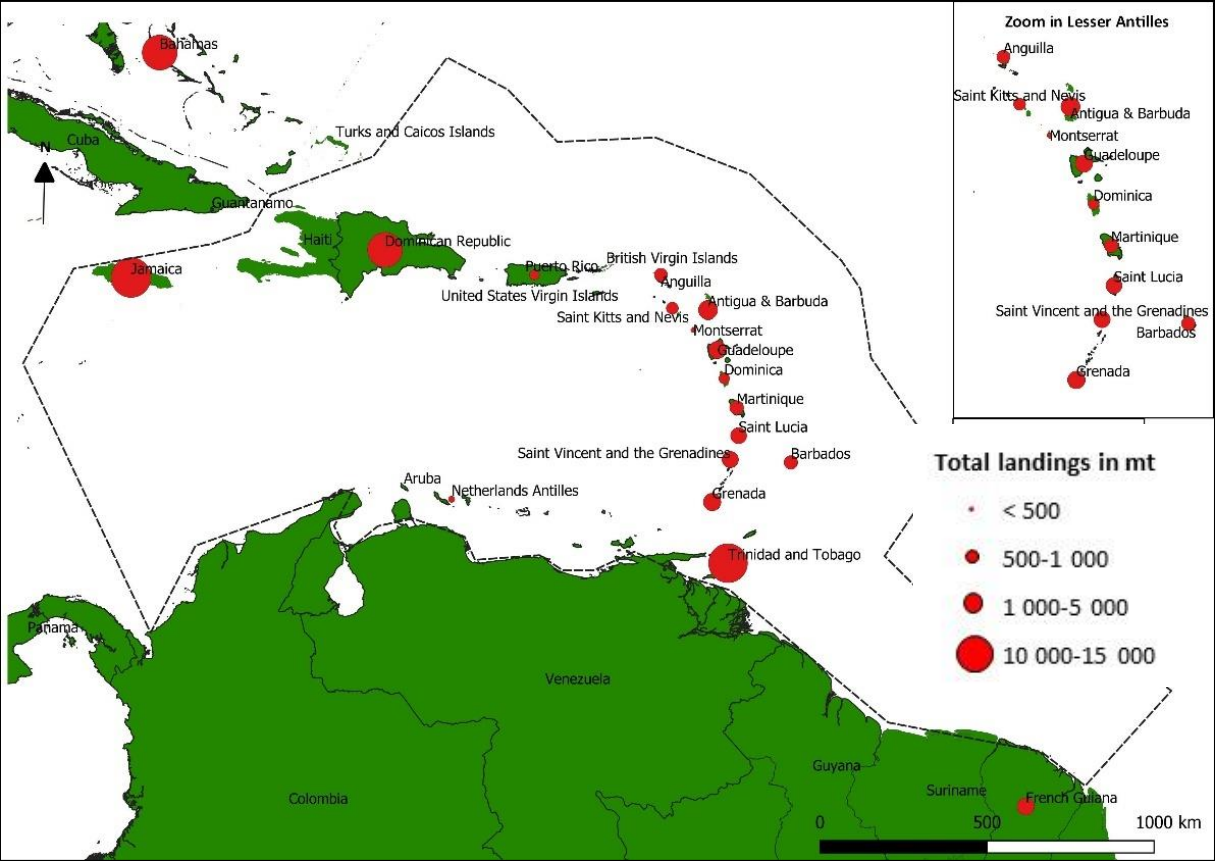 Bahamas
Turks and Caicos Islands
Cuba
N
Guantanamo
Haiti
Dominican Republic
Jamaica
Puerto Rico
British Virgin Islands
Anguilla
United States Virgin Islands
Antigua & Barbuda
Saint Kitts and Nevis
Montserrat
Guadeloupe
Dominica
Martinique
Saint Lucia
Saint Vincent and the Grenadines
Barbados
Aruba
Netherlands Antilles
Grenada
Trinidad and Tobago
Panama
Venezuela
Colombia
Guyana
Suriname
French Guiana
Zoom in Lesser Antilles
Anguilla
Saint Kitts and Nevis
Antigua & Barbuda
Montserrat
Guadeloupe
Dominica
Martinique
Saint Lucia
Saint Vincent and the Grenadines
Barbados
Grenada
Total landings in mt
< 500
500-1 000
1 000-5 000
10 000-15 000
0 500 1000 km